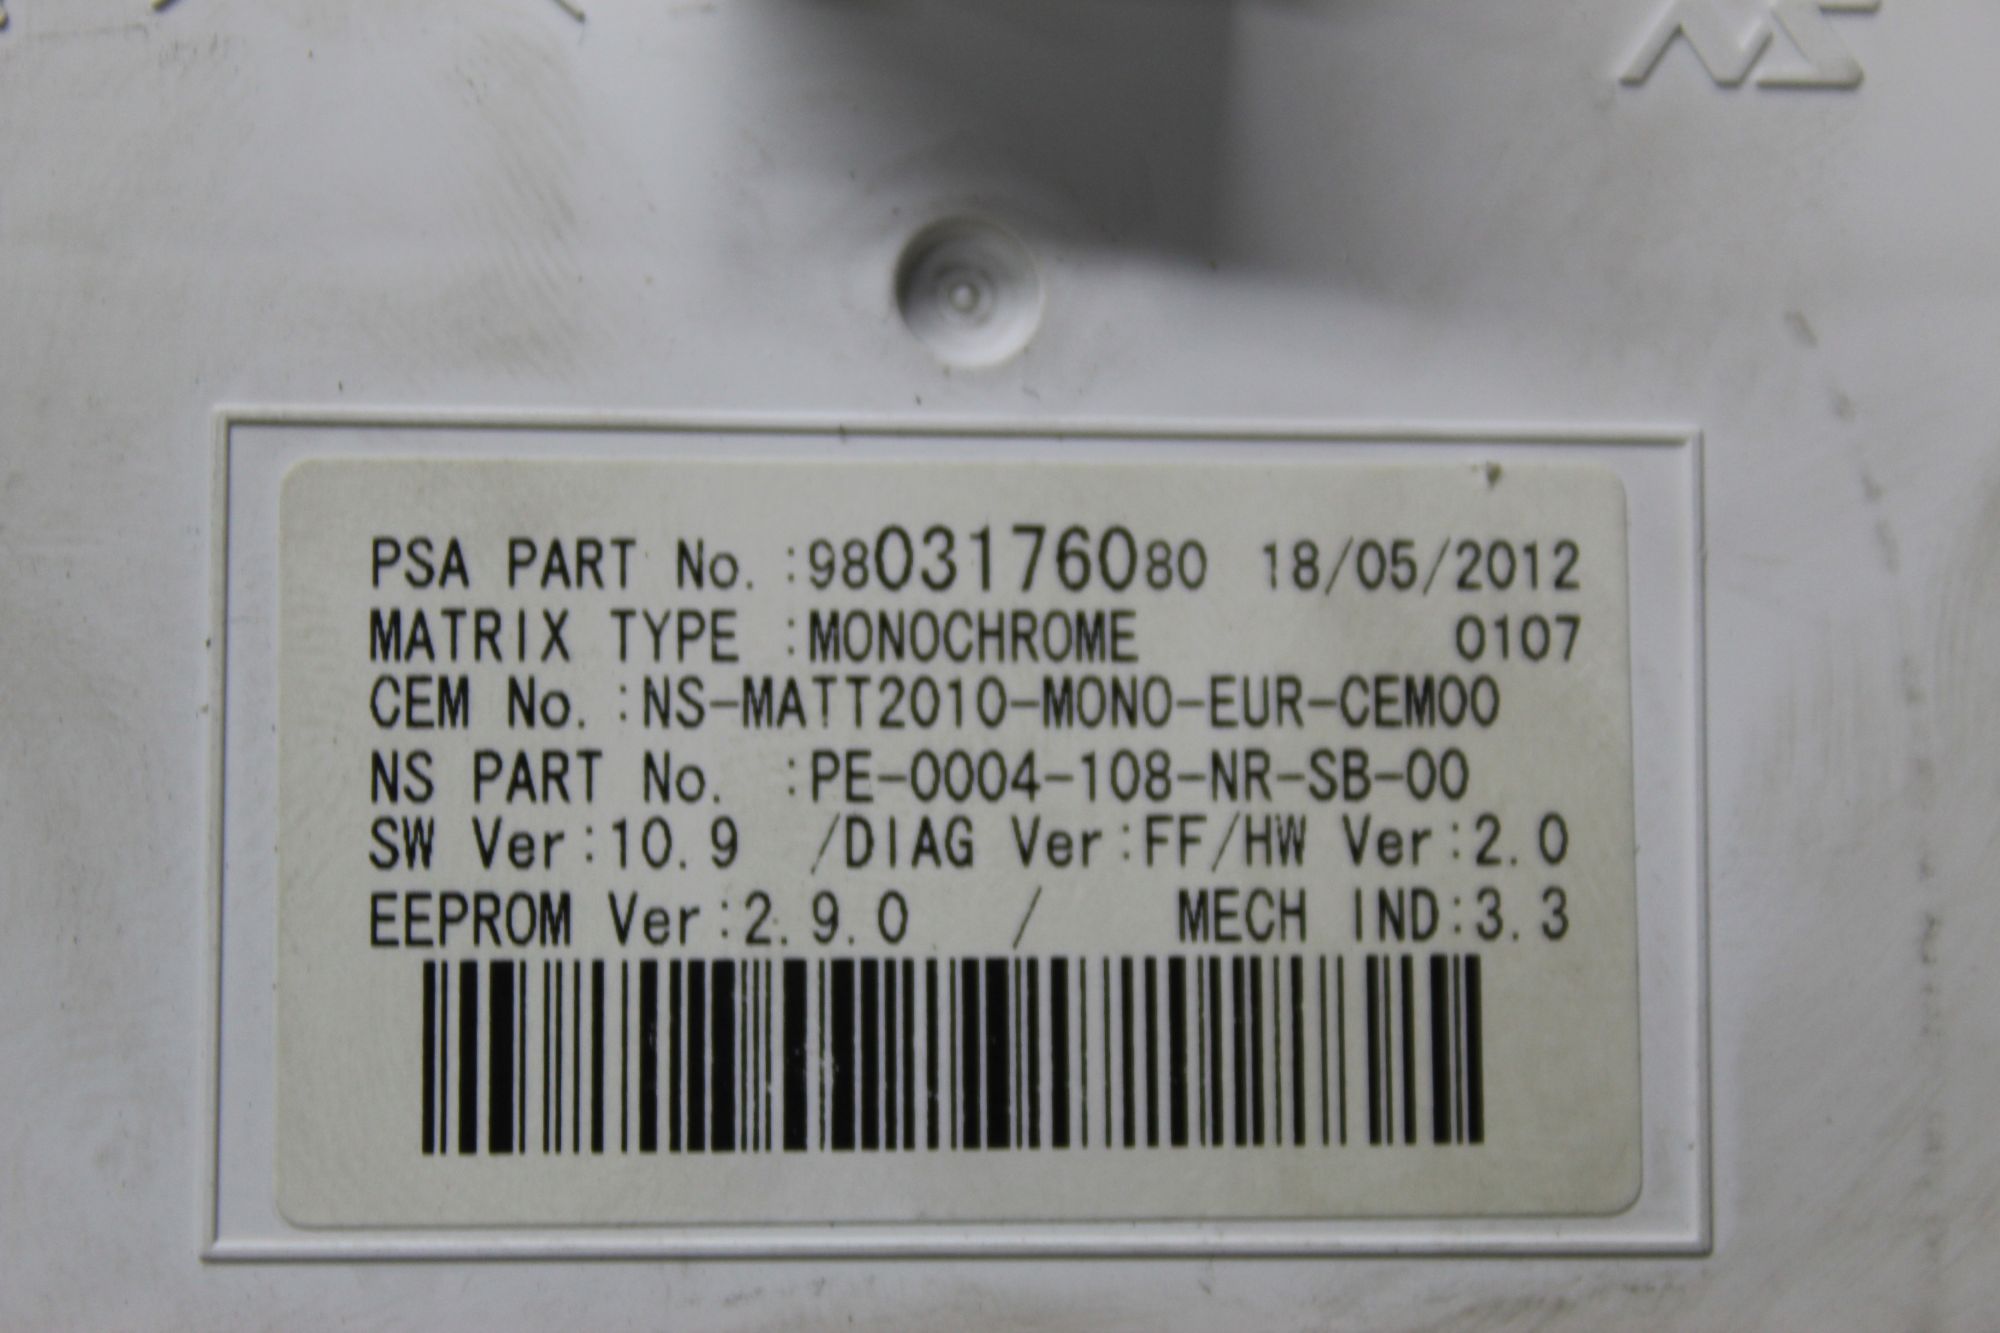 NS
PSA PART No. :9803176080 18/05/2012
MATRIX TYPE :MONOCHROME 0107
CEM No. :NS-MATT2010-MONO-EUR-CEM00
NS PART No. :PE-0004-108-NR-SB-00
SW Ver:10.9 /DIAG Ver:FF/HW Ver:2.0
EEPROM Ver:2.9.0 / MECH IND:3.3